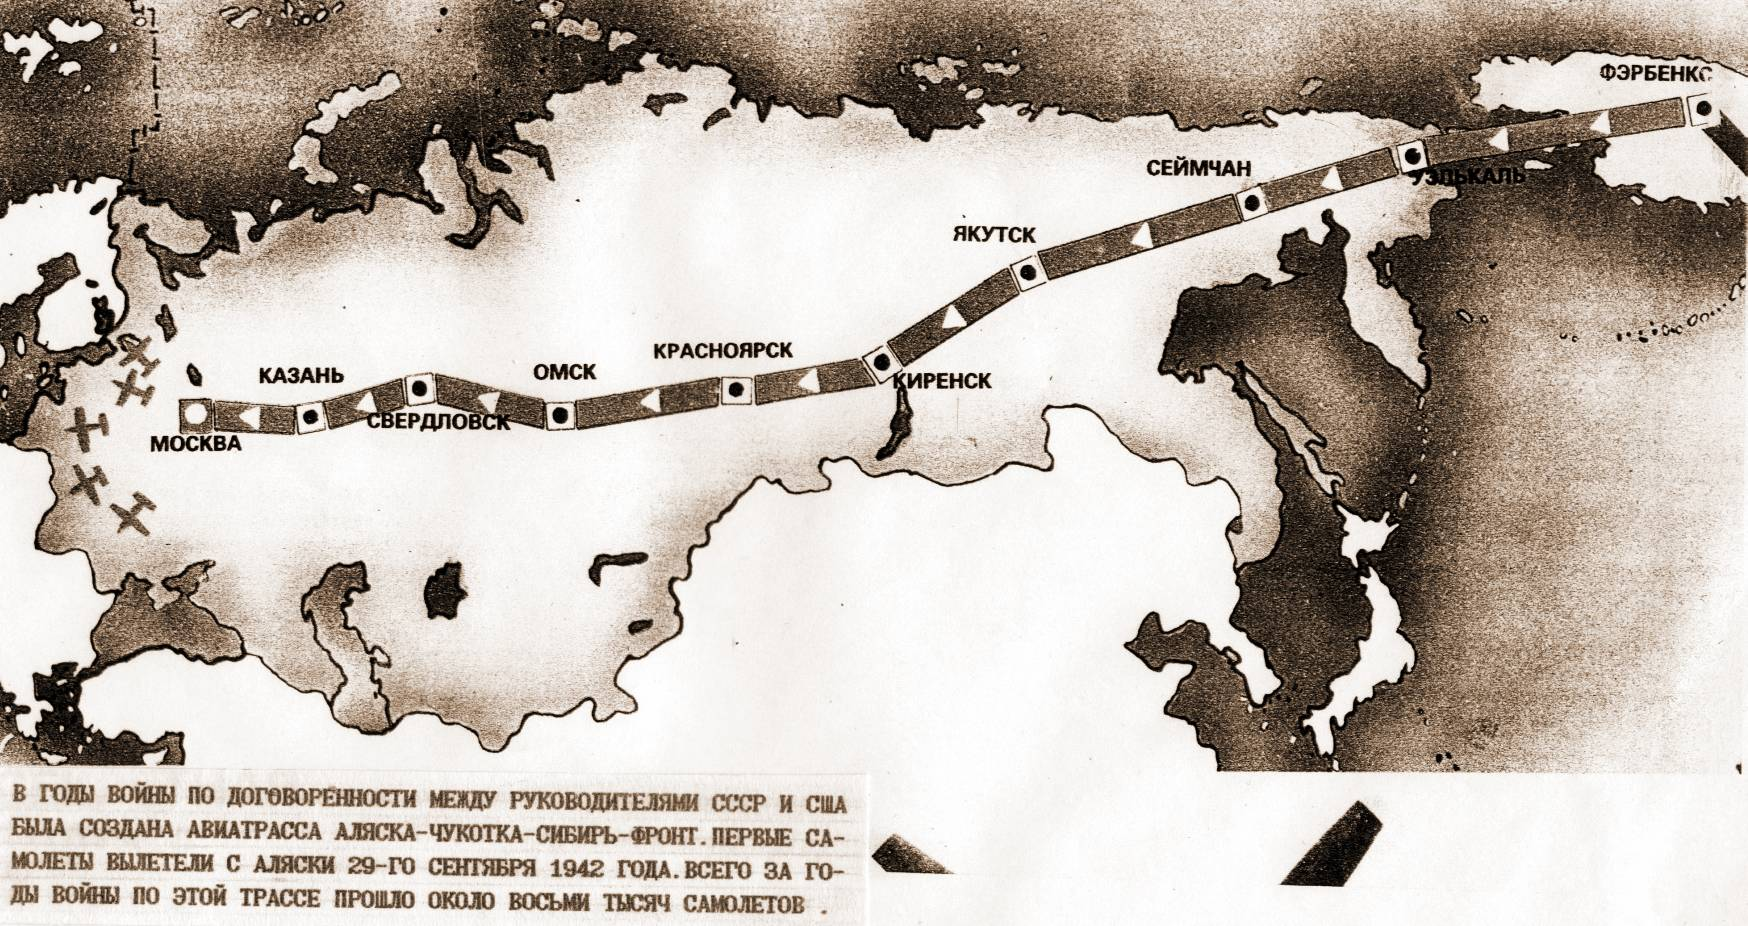 ФЭРБЕНКС
УЭЛЬКАЛЬ
СЕЙМЧАН
ЯКУТСК
КИРЕНСК
КРАСНОЯРСК
ОМСК
СВЕРДЛОВСК
КАЗАНЬ
МОСКВА
В ГОДЫ ВОЙНЫ ПО ДОГОВОРЕННОСТИ МЕЖДУ РУКОВОДИТЕЛЯМИ СССР И США
БЫЛА СОЗДАНА АВИАТРАССА АЛЯСКА-ЧУКОТКА-СИБИРЬ-ФРОНТ.ПЕРВЫЕ СА-
МОЛЕТЫ ВЫЛЕТЕЛИ С АЛЯСКИ 29-ГО СЕНТЯБРЯ 1942 ГОДА.ВСЕГО ЗА ГО-
ДЫ ВОЙНЫ ПО ЭТОЙ ТРАССЕ ПРОШЛО ОКОЛО ВОСЬМИ ТЫСЯЧ САМОЛЕТОВ .